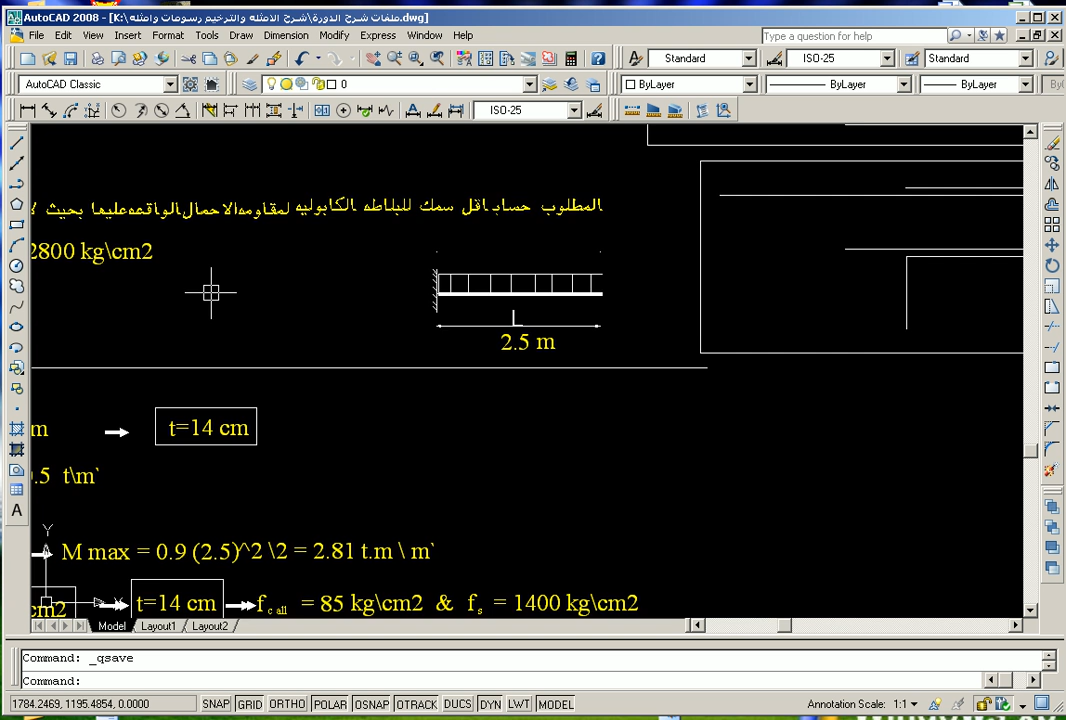 AutoCAD 2008 - [K:\ملفات شرح الدورة\شرح الامثله والترخيم رسومات وامثله.dwg]
File Edit View Insert Format Tools Draw Dimension Modify Express Window Help
Type a question for help
Standard ISO-25 Standard
AutoCAD Classic 0 ByLayer ByLayer ByLayer
ISO-25
المطلوب حساب اقل سمك للبلاطه الكابوليه لمقاومه الاحمال الواقعه عليها بحيث
2800 kg\cm2
L
2.5 m
m t=14 cm
0.5 t\m`
Y
M max = 0.9 (2.5)^2 \2 = 2.81 t.m \ m`
X
cm2 t=14 cm f c all = 85 kg\cm2 & f s = 1400 kg\cm2
Model Layout1 Layout2
Command: _qsave
Command:
1784.2469, 1195.4854, 0.0000 SNAP GRID ORTHO POLAR OSNAP OTRACK DUCS DYN LWT MODEL Annotation Scale: 1:1